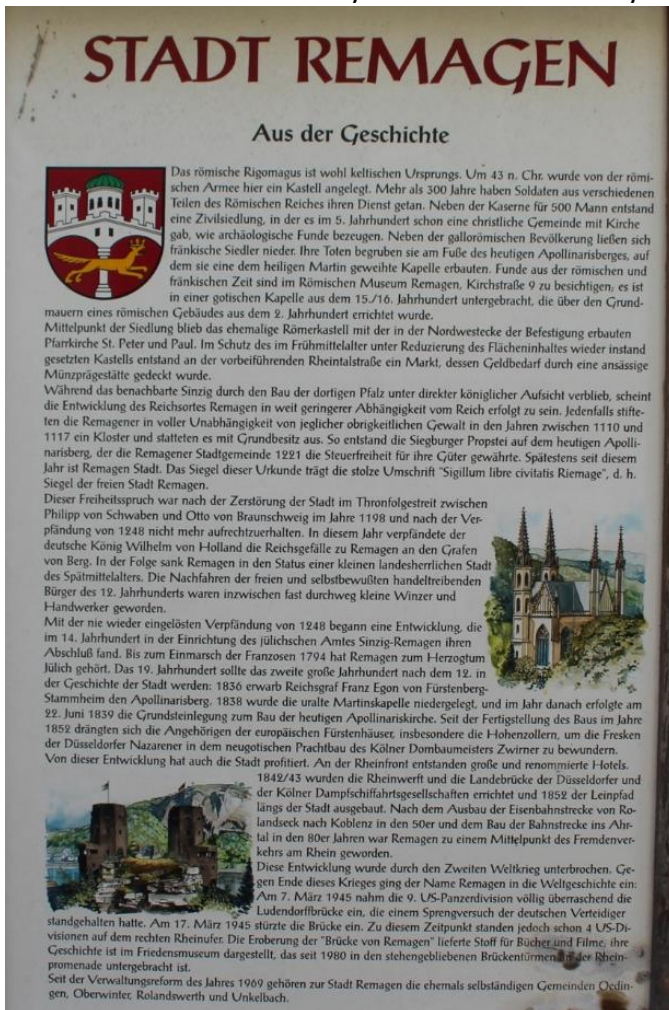 STADT REMAGEN
Aus der Geschichte
Das römische Rigomagus ist wohl keltischen Ursprungs. Um 43 n. Chr. wurde von der römi-
schen Armee hier ein Kastell angelegt. Mehr als 300 Jahre haben Soldaten aus verschiedenen
Teilen des Römischen Reiches ihren Dienst getan. Neben der Kaserne für 500 Mann entstand
eine Zivilsiedlung, in der es im 5. Jahrhundert schon eine christliche Gemeinde mit Kirche
gab, wie archäologische Funde bezeugen. Neben der gallorömischen Bevölkerung ließen sich
fränkische Siedler nieder. Ihre Toten begruben sie am Fuße des heutigen Apollinarisberges, auf
dem sie eine dem heiligen Martin geweihte Kapelle erbauten. Funde aus der römischen und
fränkischen Zeit sind im Römischen Museum Remagen, Kirchstraße 9 zu besichtigen; es ist
in einer gotischen Kapelle aus dem 15./16. Jahrhundert untergebracht, die über den Grund-
mauern eines römischen Gebäudes aus dem 2. Jahrhundert errichtet wurde.
Mittelpunkt der Siedlung blieb das ehemalige Römerkastell mit der in der Nordwestecke der Befestigung erbauten
Pfarrkirche St. Peter und Paul. Im Schutz des im Frühmittelalter unter Reduzierung des Flächeninhaltes wieder instand
gesetzten Kastells entstand an der vorbeiführenden Rheintalstraße ein Markt, dessen Geldbedarf durch eine ansässige
Münzprägestätte gedeckt wurde.
Während das benachbarte Sinzig durch den Bau der dortigen Pfalz unter direkter königlicher Aufsicht verblieb, scheint
die Entwicklung des Reichsortes Remagen in weit geringerer Abhängigkeit vom Reich erfolgt zu sein. Jedenfalls stifte-
ten die Remagener in voller Unabhängigkeit von jeglicher obrigkeitlichen Gewalt in den Jahren zwischen 1110 und
1117 ein Kloster und statteten es mit Grundbesitz aus. So entstand die Siegburger Propstei auf dem heutigen Apolli-
narisberg, der die Remagener Stadtgemeinde 1221 die Steuerfreiheit für ihre Güter gewährte. Spätestens seit diesem
Jahr ist Remagen Stadt. Das Siegel dieser Urkunde trägt die stolze Umschrift "Sigillum libre civitatis Riemage", d. h.
Siegel der freien Stadt Remagen.
Dieser Freiheitsspruch war nach der Zerstörung der Stadt im Thronfolgestreit zwischen
Philipp von Schwaben und Otto von Braunschweig im Jahre 1198 und nach der Ver-
pfändung von 1248 nicht mehr aufrechtzuerhalten. In diesem Jahr verpfändete der
deutsche König Wilhelm von Holland die Reichsgefälle zu Remagen an den Grafen
von Berg. In der Folge sank Remagen in den Status einer kleinen landesherrlichen Stadt
des Spätmittelalters. Die Nachfahren der freien und selbstbewußten handeltreibenden
Bürger des 12. Jahrhunderts waren inzwischen fast durchweg kleine Winzer und
Handwerker geworden.
Mit der nie wieder eingelösten Verpfändung von 1248 begann eine Entwicklung, die
im 14. Jahrhundert in der Einrichtung des jülichschen Amtes Sinzig-Remagen ihren
Abschluß fand. Bis zum Einmarsch der Franzosen 1794 hat Remagen zum Herzogtum
Jülich gehört. Das 19. Jahrhundert sollte das zweite große Jahrhundert nach dem 12. in
der Geschichte der Stadt werden: 1836 erwarb Reichsgraf Franz Egon von Fürstenberg-
Stammheim den Apollinarisberg. 1838 wurde die uralte Martinskapelle niedergelegt, und im Jahr danach erfolgte am
22. Juni 1839 die Grundsteinlegung zum Bau der heutigen Apollinariskirche. Seit der Fertigstellung des Baus im Jahre
1852 drängten sich die Angehörigen der europäischen Fürstenhäuser, insbesondere die Hohenzollern, um die Fresken
der Düsseldorfer Nazarener in dem neugotischen Prachtbau des Kölner Dombaumeisters Zwirner zu bewundern.
Von dieser Entwicklung hat auch die Stadt profitiert. An der Rheinfront entstanden große und renommierte Hotels.
1842/43 wurden die Rheinwerft und die Landebrücke der Düsseldorfer und
der Kölner Dampfschiffahrtsgesellschaften errichtet und 1852 der Leinpfad
längs der Stadt ausgebaut. Nach dem Ausbau der Eisenbahnstrecke von Ro-
landseck nach Koblenz in den 50er und dem Bau der Bahnstrecke ins Ahr-
tal in den 80er Jahren war Remagen zu einem Mittelpunkt des Fremdenver-
kehrs am Rhein geworden.
Diese Entwicklung wurde durch den Zweiten Weltkrieg unterbrochen. Ge-
gen Ende dieses Krieges ging der Name Remagen in die Weltgeschichte ein:
Am 7. März 1945 nahm die 9. US-Panzerdivision völlig überraschend die
Ludendorffbrücke ein, die einem Sprengversuch der deutschen Verteidiger
standgehalten hatte. Am 17. März 1945 stürzte die Brücke ein. Zu diesem Zeitpunkt standen jedoch schon 4 US-Di-
visionen auf dem rechten Rheinufer. Die Eroberung der "Brücke von Remagen" lieferte Stoff für Bücher und Filme, ihre
Geschichte ist im Friedensmuseum dargestellt, das seit 1980 in den stehengebliebenen Brückentürmen an der Rhein-
promenade untergebracht ist.
Seit der Verwaltungsreform des Jahres 1969 gehören zur Stadt Remagen die ehemals selbständigen Gemeinden Oedin-
gen, Oberwinter, Rolandswerth und Unkelbach.